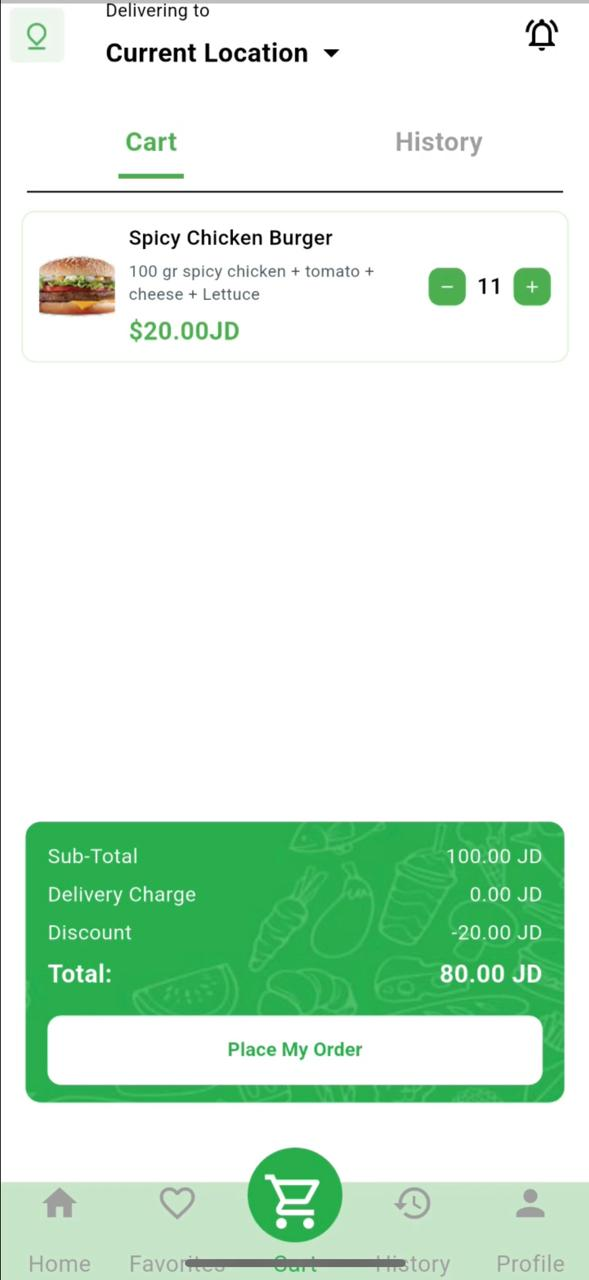 Delivering to
Current Location
Cart
History
Spicy Chicken Burger
100 gr spicy chicken + tomato +
cheese + Lettuce
− 11 +
$20.00JD
Sub-Total 100.00 JD
Delivery Charge 0.00 JD
Discount -20.00 JD
Total: 80.00 JD
Place My Order
Home Favorites Cart History Profile